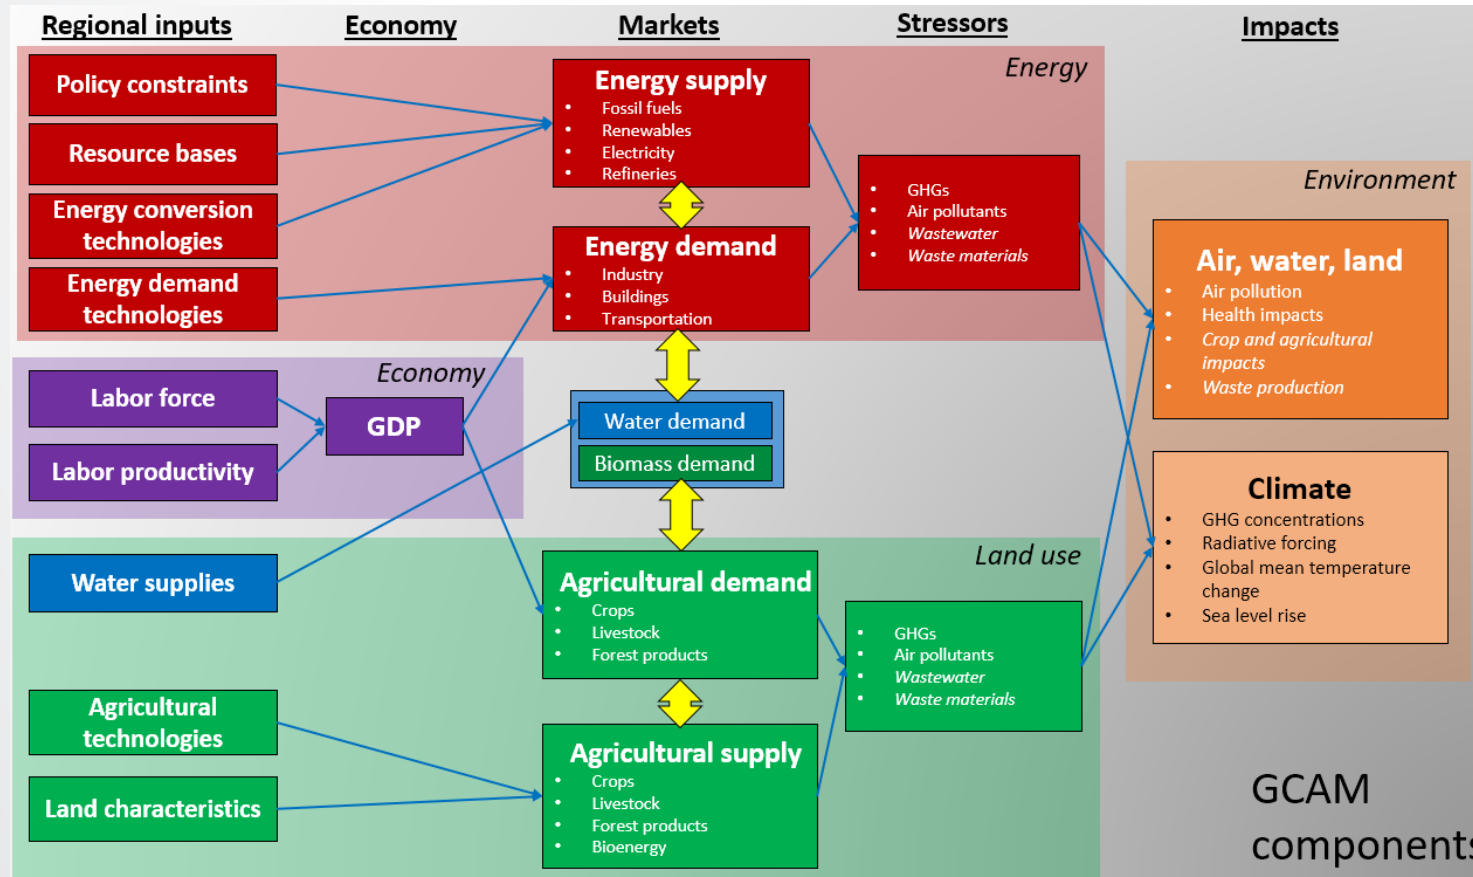 Regional inputs
Economy
Markets
Stressors
Impacts
Energy
Policy constraints
Resource bases
Energy conversion
technologies
Energy demand
technologies
Energy supply
• Fossil fuels
• Renewables
• Electricity
• Refineries
Energy demand
• Industry
• Buildings
• Transportation
• GHGs
• Air pollutants
• Wastewater
• Waste materials
Environment
Air, water, land
• Air pollution
• Health impacts
• Crop and agricultural
impacts
• Waste production
Economy
Labor force
Labor productivity
GDP
Water demand
Biomass demand
Climate
• GHG concentrations
• Radiative forcing
• Global mean temperature
change
• Sea level rise
Land use
Water supplies
Agricultural
technologies
Land characteristics
Agricultural demand
• Crops
• Livestock
• Forest products
Agricultural supply
• Crops
• Livestock
• Forest products
• Bioenergy
• GHGs
• Air pollutants
• Wastewater
• Waste materials
GCAM
components